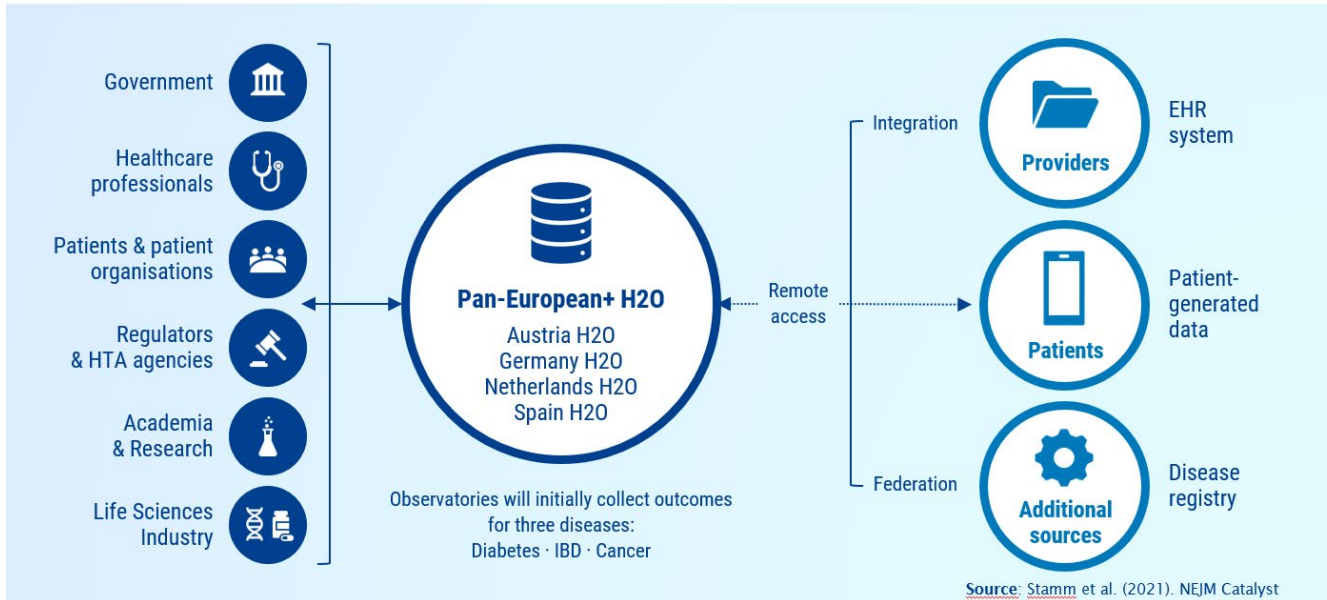 Government
Healthcare
professionals
Patients & patient
organisations
Regulators
& HTA agencies
Academia
& Research
Life Sciences
Industry
Pan-European+ H2O
Austria H2O
Germany H2O
Netherlands H2O
Spain H2O
Observatories will initially collect outcomes
for three diseases:
Diabetes · IBD · Cancer
Remote
access
Integration
Federation
Providers
EHR
system
Patients
Patient-
generated
data
Additional
sources
Disease
registry
Source: Stamm et al. (2021). NEJM Catalyst